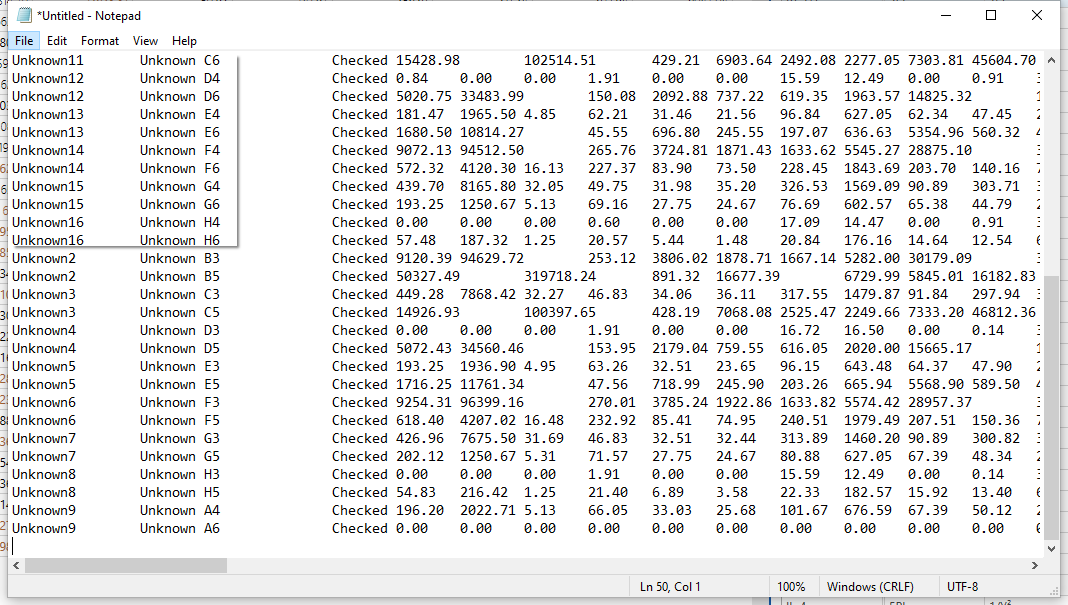 *Untitled - Notepad
File Edit Format View Help
Unknown11 Unknown C6 Checked 15428.98 102514.51 429.21 6903.64 2492.08 2277.05 7303.81 45604.70
Unknown12 Unknown D4 Checked 0.84 0.00 0.00 1.91 0.00 0.00 15.59 12.49 0.00 0.91
Unknown12 Unknown D6 Checked 5020.75 33483.99 150.08 2092.88 737.22 619.35 1963.57 14825.32
Unknown13 Unknown E4 Checked 181.47 1965.50 4.85 62.21 31.46 21.56 96.84 627.05 62.34 47.45
Unknown13 Unknown E6 Checked 1680.50 10814.27 45.55 696.80 245.55 197.07 636.63 5354.96 560.32
Unknown14 Unknown F4 Checked 9072.13 94512.50 265.76 3724.81 1871.43 1633.62 5545.27 28875.10
Unknown14 Unknown F6 Checked 572.32 4120.30 16.13 227.37 83.90 73.50 228.45 1843.69 203.70 140.16
Unknown15 Unknown G4 Checked 439.70 8165.80 32.05 49.75 31.98 35.20 326.53 1569.09 90.89 303.71
Unknown15 Unknown G6 Checked 193.25 1250.67 5.13 69.16 27.75 24.67 76.69 602.57 65.38 44.79
Unknown16 Unknown H4 Checked 0.00 0.00 0.00 0.60 0.00 0.00 17.09 14.47 0.00 0.91
Unknown16 Unknown H6 Checked 57.48 187.32 1.25 20.57 5.44 1.48 20.84 176.16 14.64 12.54
Unknown2 Unknown B3 Checked 9120.39 94629.72 253.12 3806.02 1878.71 1667.14 5282.00 30179.09
Unknown2 Unknown B5 Checked 50327.49 319718.24 891.32 16677.39 6729.99 5845.01 16182.83
Unknown3 Unknown C3 Checked 449.28 7868.42 32.27 46.83 34.06 36.11 317.55 1479.87 91.84 297.94
Unknown3 Unknown C5 Checked 14926.93 100397.65 428.19 7068.08 2525.47 2249.66 7333.20 46812.36
Unknown4 Unknown D3 Checked 0.00 0.00 0.00 1.91 0.00 0.00 16.72 16.50 0.00 0.14
Unknown4 Unknown D5 Checked 5072.43 34560.46 153.95 2179.04 759.55 616.05 2020.00 15665.17
Unknown5 Unknown E3 Checked 193.25 1936.90 4.95 63.26 32.51 23.65 96.15 643.48 64.37 47.90
Unknown5 Unknown E5 Checked 1716.25 11761.34 47.56 718.99 245.90 203.26 665.94 5568.90 589.50
Unknown6 Unknown F3 Checked 9254.31 96399.16 270.01 3785.24 1922.86 1633.82 5574.42 28957.37
Unknown6 Unknown F5 Checked 618.40 4207.02 16.48 232.92 85.41 74.95 240.51 1979.49 207.51 150.36
Unknown7 Unknown G3 Checked 426.96 7675.50 31.69 46.83 32.51 32.44 313.89 1460.20 90.89 300.82
Unknown7 Unknown G5 Checked 202.12 1250.67 5.31 71.57 27.75 24.67 80.88 627.05 67.39 48.34
Unknown8 Unknown H3 Checked 0.00 0.00 0.00 1.91 0.00 0.00 15.59 12.49 0.00 0.14
Unknown8 Unknown H5 Checked 54.83 216.42 1.25 21.40 6.89 3.58 22.33 182.57 15.92 13.40
Unknown9 Unknown A4 Checked 196.20 2022.71 5.13 66.05 33.03 25.68 101.67 676.59 67.39 50.12
Unknown9 Unknown A6 Checked 0.00 0.00 0.00 0.00 0.00 0.00 0.00 0.00 0.00 0.00
Ln 50, Col 1 100% Windows (CRLF) UTF-8